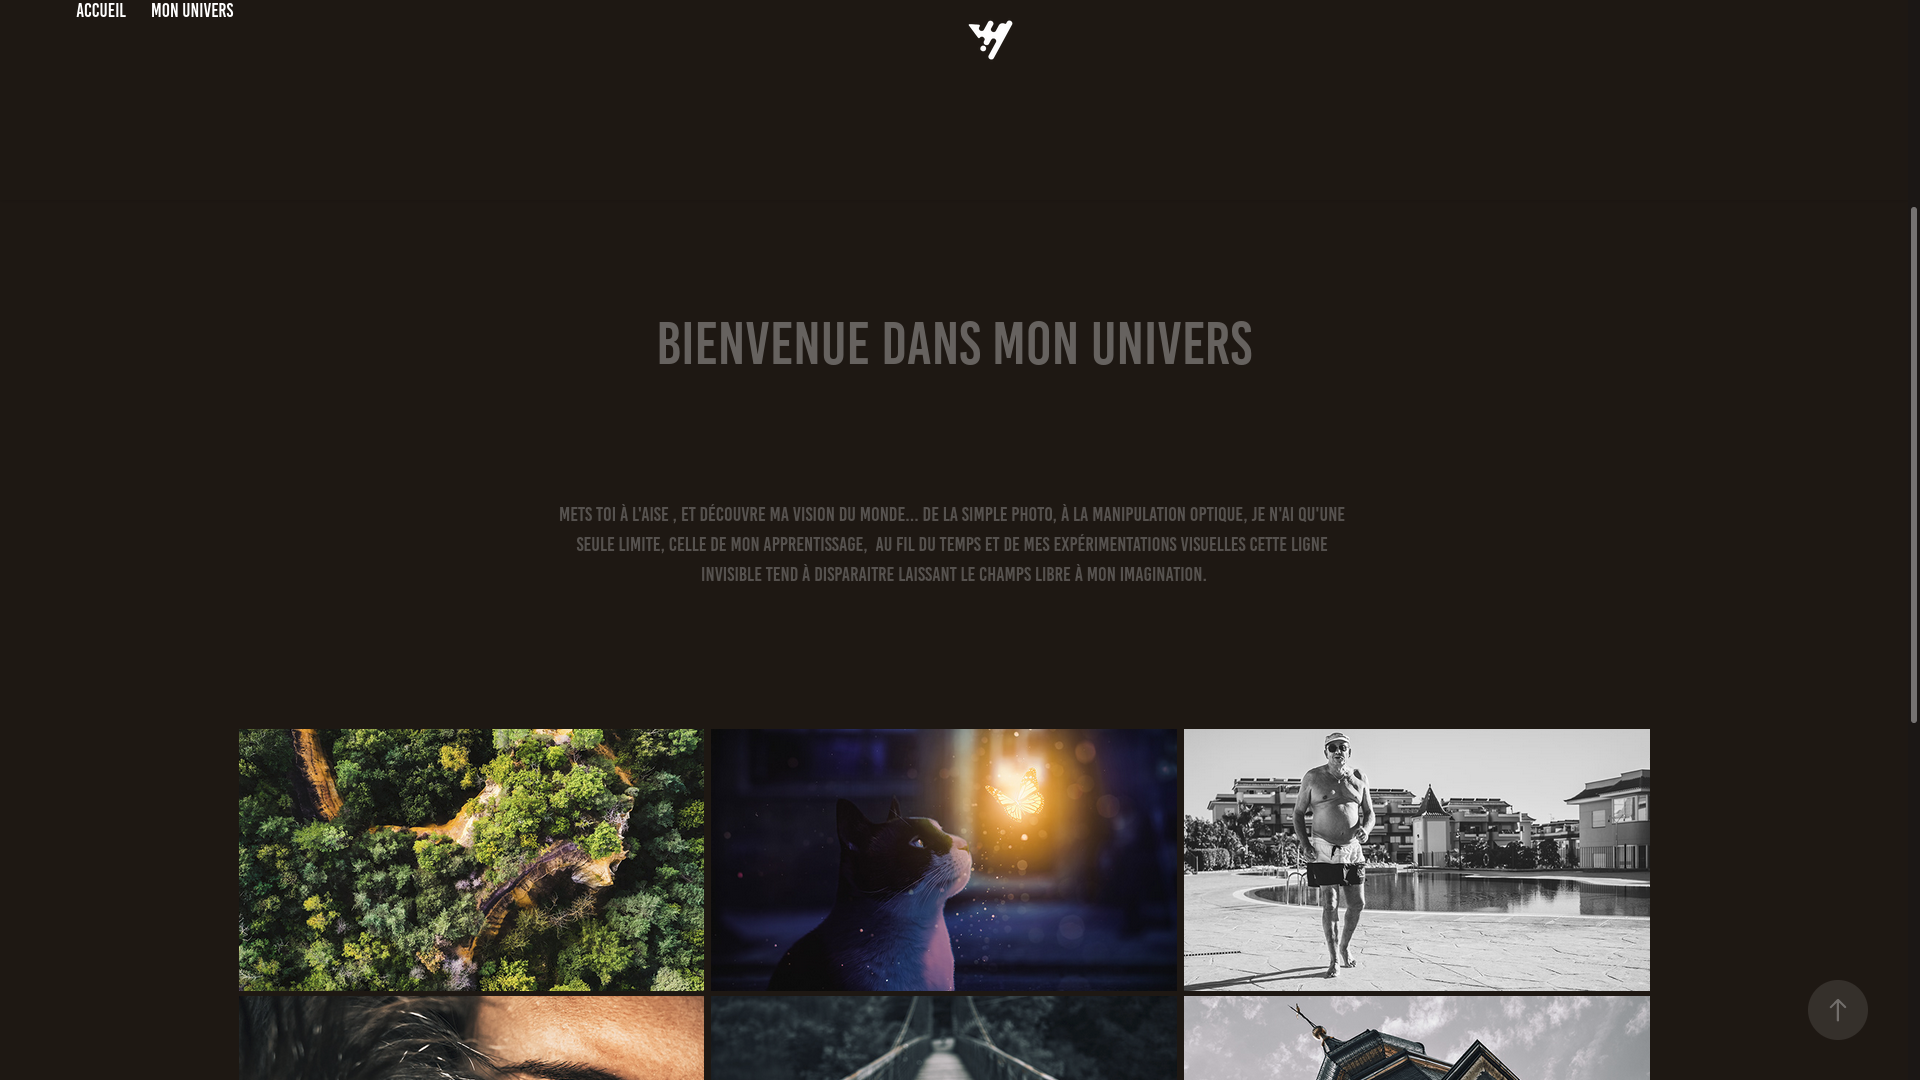 ACCUEIL MON UNIVERS
BIENVENUE DANS MON UNIVERS
METS TOI À L'AISE , ET DÉCOUVRE MA VISION DU MONDE... DE LA SIMPLE PHOTO, À LA MANIPULATION OPTIQUE, JE N'AI QU'UNE
SEULE LIMITE, CELLE DE MON APPRENTISSAGE,  AU FIL DU TEMPS ET DE MES EXPÉRIMENTATIONS VISUELLES CETTE LIGNE
INVISIBLE TEND À DISPARAITRE LAISSANT LE CHAMPS LIBRE À MON IMAGINATION.